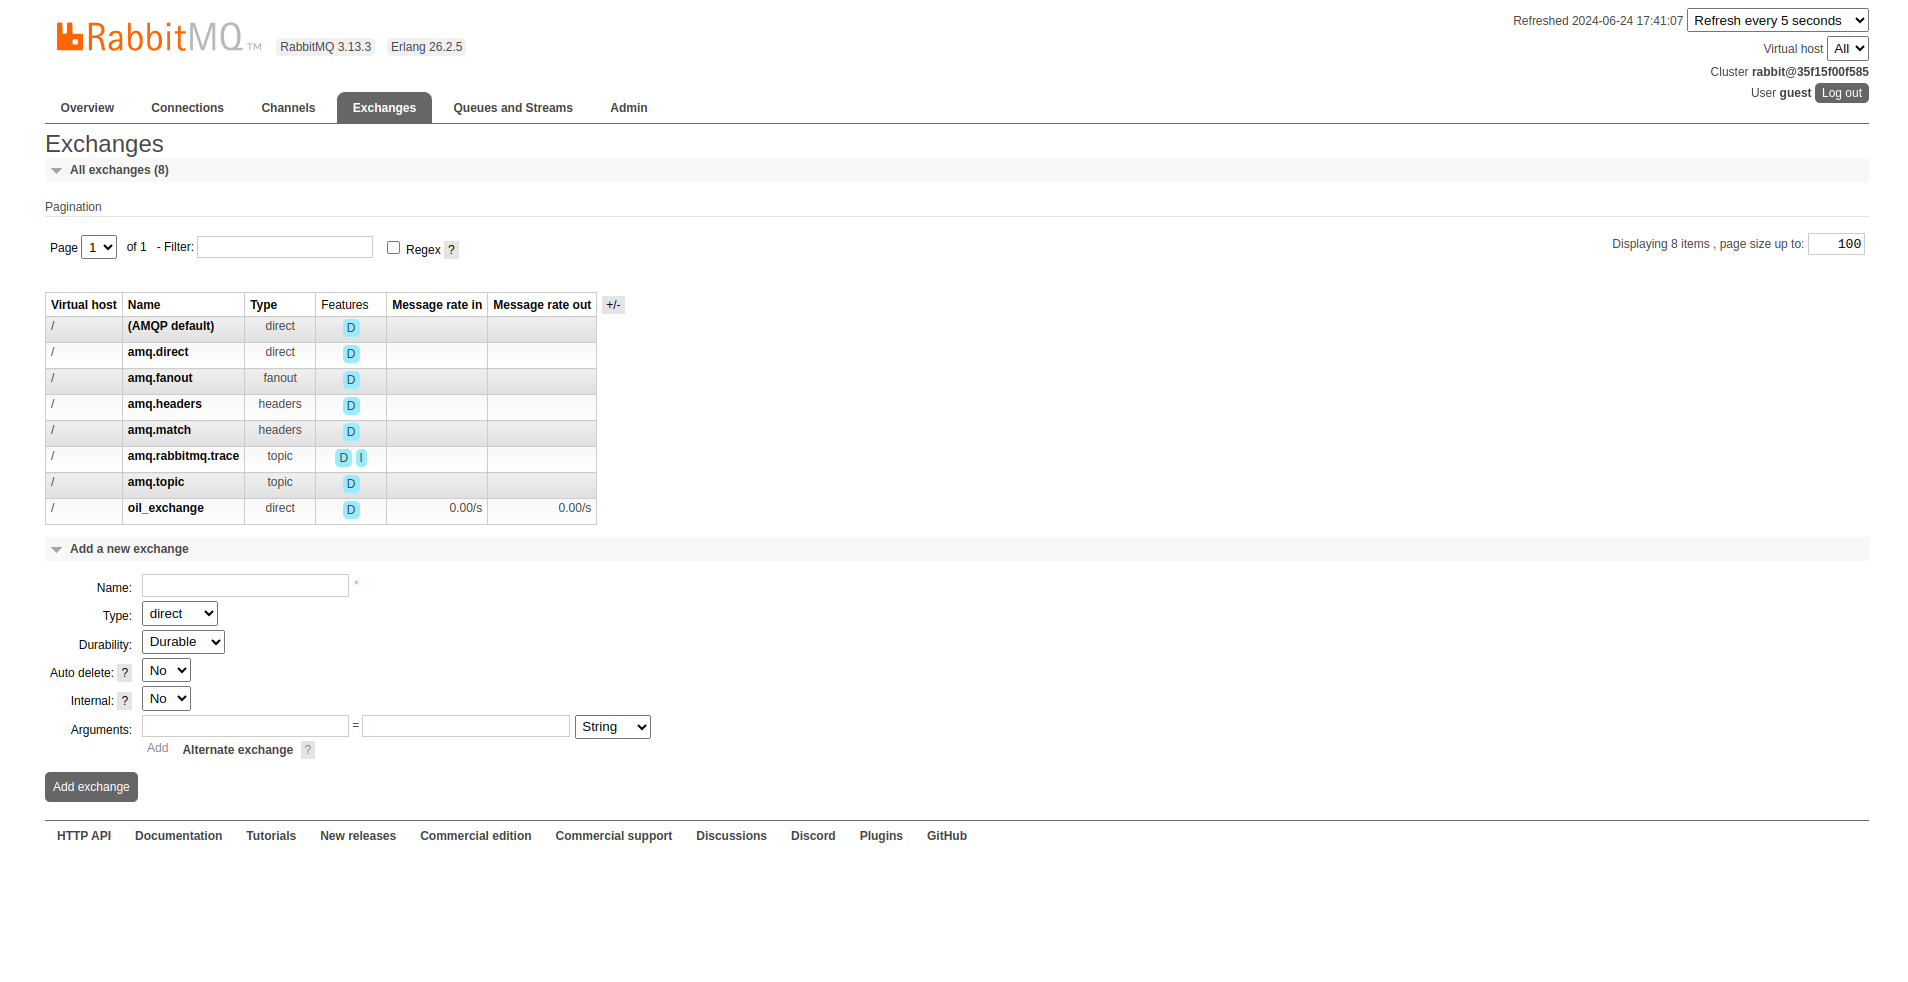 RabbitMQ TM RabbitMQ 3.13.3 Erlang 26.2.5
Refreshed 2024-06-24 17:41:07 Refresh every 5 seconds
Virtual host All
Cluster rabbit@35f15f00f585
User guest Log out
Overview Connections Channels Exchanges Queues and Streams Admin
Exchanges
All exchanges (8)
Pagination
Page 1 of 1 - Filter: Regex ?
Displaying 8 items , page size up to: 100
Virtual host Name Type Features Message rate in Message rate out +/-
/ (AMQP default) direct D
/ amq.direct direct D
/ amq.fanout fanout D
/ amq.headers headers D
/ amq.match headers D
/ amq.rabbitmq.trace topic D I
/ amq.topic topic D
/ oil_exchange direct D 0.00/s 0.00/s
Add a new exchange
Name: *
Type: direct
Durability: Durable
Auto delete: ? No
Internal: ? No
Arguments: = String
Add Alternate exchange ?
Add exchange
HTTP API Documentation Tutorials New releases Commercial edition Commercial support Discussions Discord Plugins GitHub